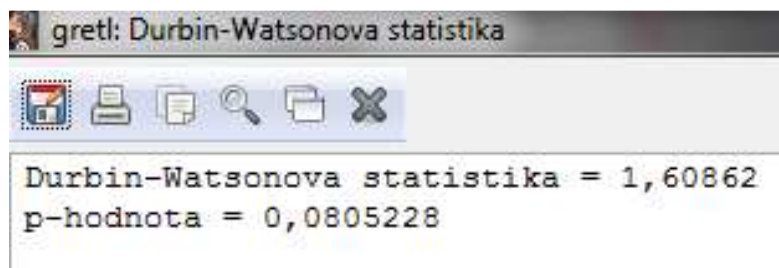 gretl: Durbin-Watsonova statistika
Durbin-Watsonova statistika = 1,60862
p-hodnota = 0,0805228